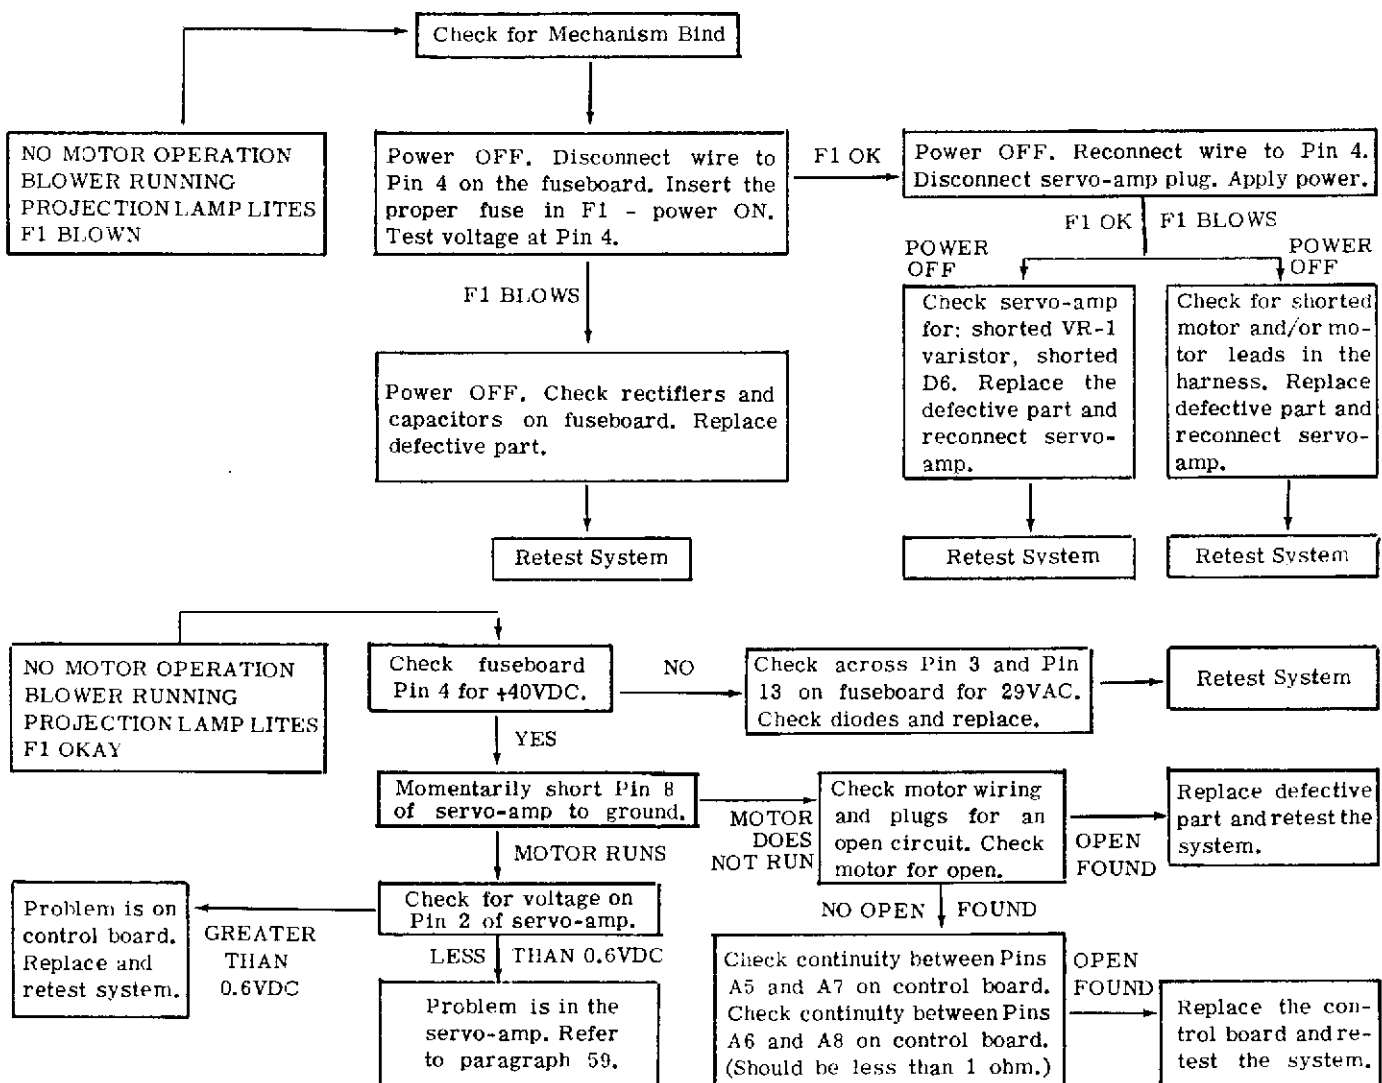 Check for Mechanism Bind
NO MOTOR OPERATION
BLOWER RUNNING
PROJECTION LAMP LITES
F1 BLOWN
Power OFF. Disconnect wire to
Pin 4 on the fuseboard. Insert the
proper fuse in F1 - power ON.
Test voltage at Pin 4.
F1 OK
Power OFF. Reconnect wire to Pin 4.
Disconnect servo-amp plug. Apply power.
F1 BLOWS
F1 OK
F1 BLOWS
POWER
OFF
POWER
OFF
Power OFF. Check rectifiers and
capacitors on fuseboard. Replace
defective part.
Check servo-amp
for: shorted VR-1
varistor, shorted
D6. Replace the
defective part and
reconnect servo-
amp.
Check for shorted
motor and/or mo-
tor leads in the
harness. Replace
defective part and
reconnect servo-
amp.
Retest System
Retest System
Retest System
NO MOTOR OPERATION
BLOWER RUNNING
PROJECTION LAMP LITES
F1 OKAY
Check fuseboard
Pin 4 for +40VDC.
NO
Check across Pin 3 and Pin
13 on fuseboard for 29VAC.
Check diodes and replace.
Retest System
YES
Momentarily short Pin 8
of servo-amp to ground.
MOTOR
DOES
NOT RUN
Check motor wiring
and plugs for an
open circuit. Check
motor for open.
OPEN
FOUND
Replace defective
part and retest the
system.
MOTOR RUNS
Check for voltage on
Pin 2 of servo-amp.
GREATER
THAN
0.6VDC
Problem is on
control board.
Replace and
retest system.
LESS THAN 0.6VDC
Problem is in the
servo-amp. Refer
to paragraph 59.
NO OPEN FOUND
Check continuity between Pins
A5 and A7 on control board.
Check continuity between Pins
A6 and A8 on control board.
(Should be less than 1 ohm.)
OPEN
FOUND
Replace the con-
trol board and re-
test the system.